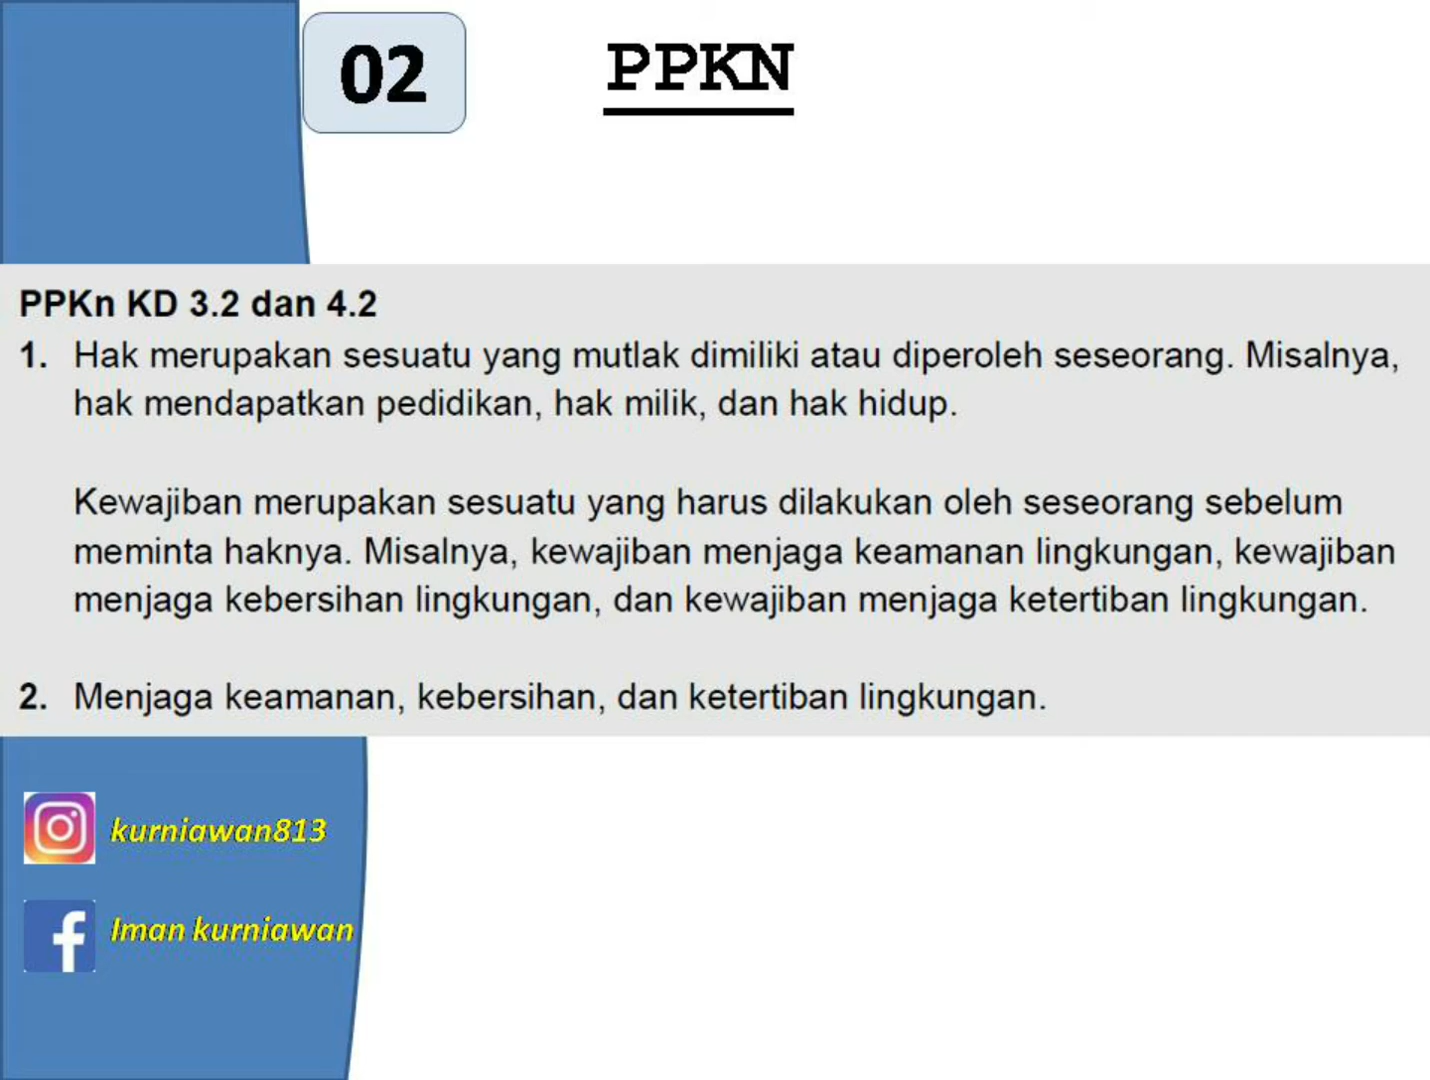 02
PPKN
PPKn KD 3.2 dan 4.2
1. Hak merupakan sesuatu yang mutlak dimiliki atau diperoleh seseorang. Misalnya,
hak mendapatkan pedidikan, hak milik, dan hak hidup.
Kewajiban merupakan sesuatu yang harus dilakukan oleh seseorang sebelum
meminta haknya. Misalnya, kewajiban menjaga keamanan lingkungan, kewajiban
menjaga kebersihan lingkungan, dan kewajiban menjaga ketertiban lingkungan.
2. Menjaga keamanan, kebersihan, dan ketertiban lingkungan.
kurniawan813
Iman kurniawan